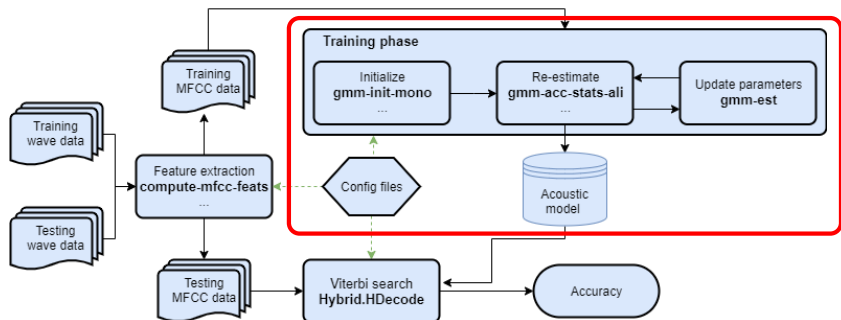 Training phase
Training
MFCC data
Initialize
gmm-init-mono
...
Re-estimate
gmm-acc-stats-ali
...
Update parameters
gmm-est
Training
wave data
Feature extraction
compute-mfcc-feats
...
Config files
Acoustic
model
Testing
wave data
Testing
MFCC data
Viterbi search
Hybrid.HDecode
Accuracy